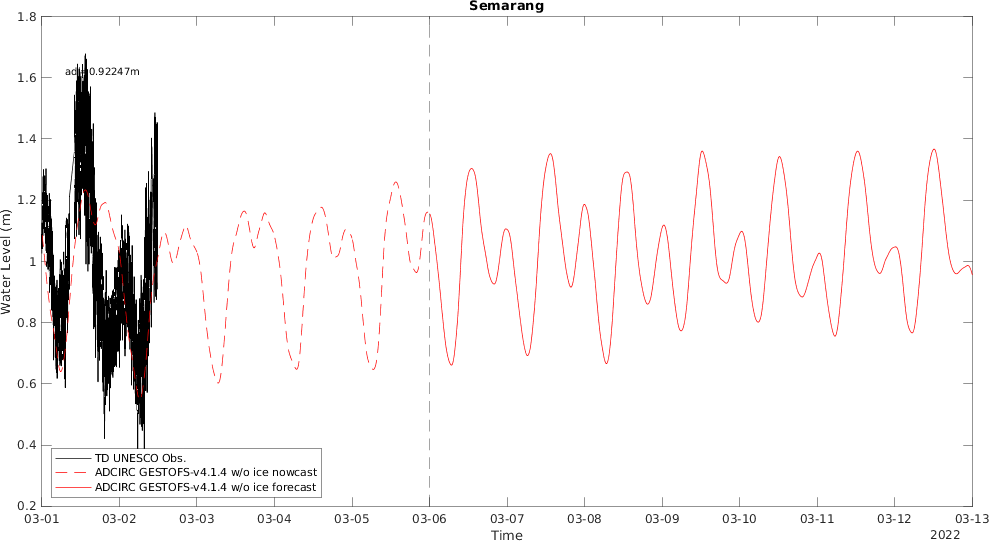 Semarang
1.8
1.6
1.4
1.2
1
0.8
0.6
0.4
0.2
Water Level (m)
0.92247m
TD UNESCO Obs.
ADCIRC GESTOFS-v4.1.4 w/o ice nowcast
ADCIRC GESTOFS-v4.1.4 w/o ice forecast
03-01 03-02 03-03 03-04 03-05 03-06 03-07 03-08 03-09 03-10 03-11 03-12 03-13
Time
2022